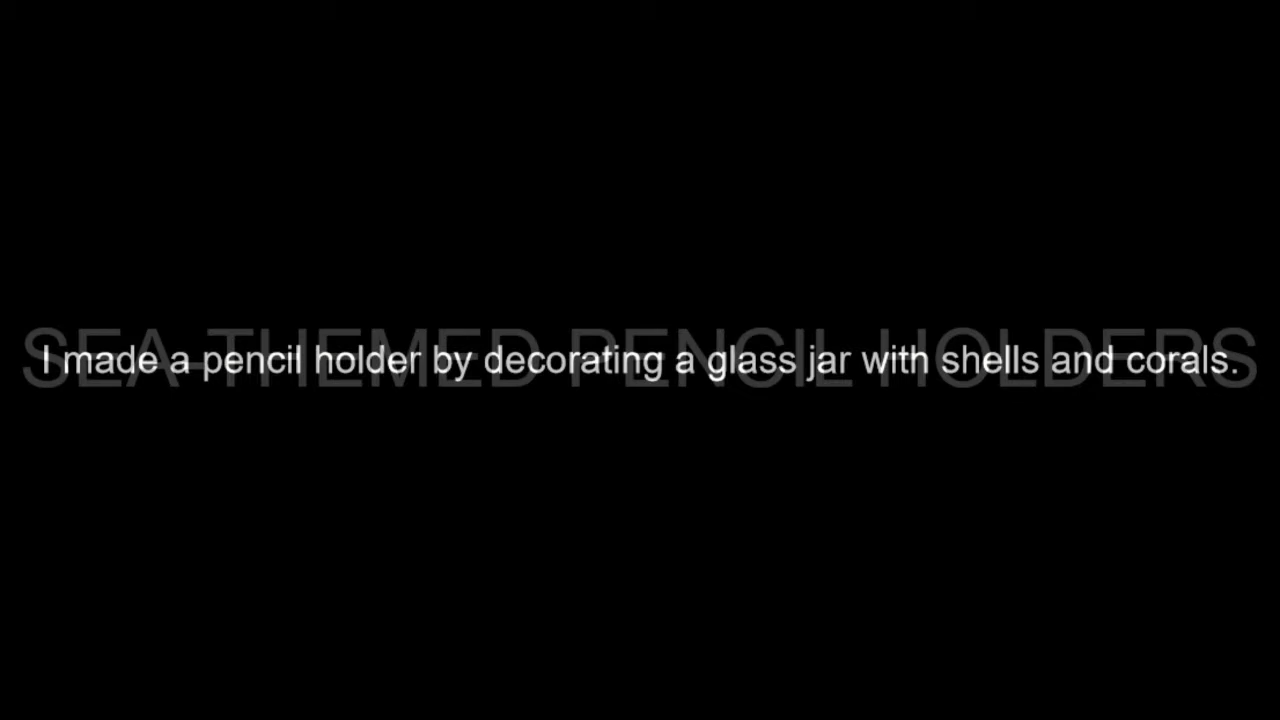 SEA-THEMED PENCIL HOLDERS
I made a pencil holder by decorating a glass jar with shells and corals.